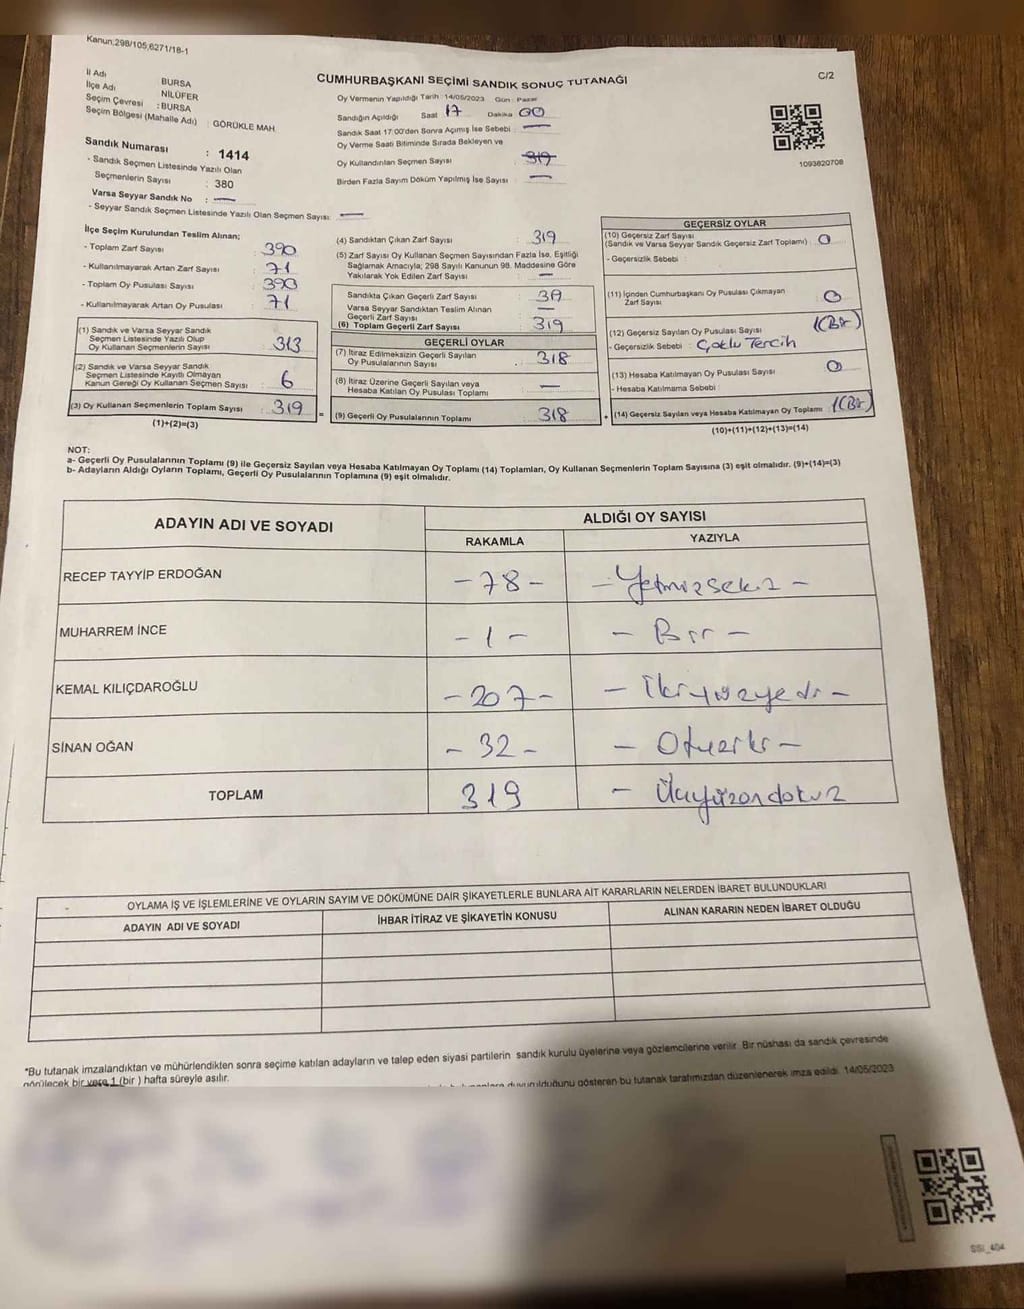 Kanun:298/105,6271/18-1
İl Adı BURSA
İlçe Adı NİLÜFER
Seçim Çevresi : BURSA
Seçim Bölgesi (Mahalle Adı) : GÖRÜKLE MAH.
Sandık Numarası : 1414
- Sandık Seçmen Listesinde Yazılı Olan
Seçmenlerin Sayısı : 380
Varsa Seyyar Sandık No : —
- Seyyar Sandık Seçmen Listesinde Yazılı Olan Seçmen Sayısı: —
CUMHURBAŞKANI SEÇİMİ SANDIK SONUÇ TUTANAĞI
C/2
Oy Vermenin Yapıldığı Tarih : 14/05/2023 Gün : Pazar
Sandığın Açıldığı Saat 17 Dakika 00
Sandık Saat 17:00'den Sonra Açımış İse Sebebi : —
Oy Verme Saati Bitiminde Sırada Bekleyen ve
Oy Kullandırılan Seçmen Sayısı : 319
Birden Fazla Sayım Döküm Yapılmış İse Sayısı : —
1093820708
İlçe Seçim Kurulundan Teslim Alınan;
- Toplam Zarf Sayısı : 390
- Kullanılmayarak Artan Zarf Sayısı : 71
- Toplam Oy Pusulası Sayısı : 390
- Kullanılmayarak Artan Oy Pusulası : 71
(1) Sandık ve Varsa Seyyar Sandık
Seçmen Listesinde Yazılı Olup
Oy Kullanan Seçmenlerin Sayısı : 313
(2) Sandık ve Varsa Seyyar Sandık
Seçmen Listesinde Kayıtlı Olmayan
Kanun Gereği Oy Kullanan Seçmen Sayısı : 6
(3) Oy Kullanan Seçmenlerin Toplam Sayısı : 319
(1)+(2)=(3)
(4) Sandıktan Çıkan Zarf Sayısı : 319
(5) Zarf Sayısı Oy Kullanan Seçmen Sayısından Fazla İse, Eşitliği
Sağlamak Amacıyla; 298 Sayılı Kanunun 98. Maddesine Göre
Yakılarak Yok Edilen Zarf Sayısı : —
Sandıkta Çıkan Geçerli Zarf Sayısı : 319
Varsa Seyyar Sandıktan Teslim Alınan
Geçerli Zarf Sayısı : —
(6) Toplam Geçerli Zarf Sayısı : 319
GEÇERLİ OYLAR
(7) İtiraz Edilmeksizin Geçerli Sayılan
Oy Pusulalarının Sayısı : 318
(8) İtiraz Üzerine Geçerli Sayılan veya
Hesaba Katılan Oy Pusulası Toplamı : —
= (9) Geçerli Oy Pusulalarının Toplamı : 318
GEÇERSİZ OYLAR
(10) Geçersiz Zarf Sayısı
(Sandık ve Varsa Seyyar Sandık Geçersiz Zarf Toplamı) : 0
- Geçersizlik Sebebi :
(11) İçinden Cumhurbaşkanı Oy Pusulası Çıkmayan
Zarf Sayısı : 0
(12) Geçersiz Sayılan Oy Pusulası Sayısı : 1(Bir)
- Geçersizlik Sebebi : Çoklu Tercih
(13) Hesaba Katılmayan Oy Pusulası Sayısı : 0
- Hesaba Katılmama Sebebi :
+ (14) Geçersiz Sayılan veya Hesaba Katılmayan Oy Toplamı : 1(Bir)
(10)+(11)+(12)+(13)=(14)
NOT:
a- Geçerli Oy Pusulalarının Toplamı (9) ile Geçersiz Sayılan veya Hesaba Katılmayan Oy Toplamı (14) Toplamları, Oy Kullanan Seçmenlerin Toplam Sayısına (3) eşit olmalıdır. (9)+(14)=(3)
b- Adayların Aldığı Oyların Toplamı, Geçerli Oy Pusulalarının Toplamına (9) eşit olmalıdır.
ADAYIN ADI VE SOYADI ALDIĞI OY SAYISI
RAKAMLA YAZIYLA
RECEP TAYYİP ERDOĞAN - 78 - - Yetmişsekiz -
MUHARREM İNCE - 1 - - Bir -
KEMAL KILIÇDAROĞLU - 207 - - İkiyüzyedi -
SİNAN OĞAN - 32 - - Otuziki -
TOPLAM 319 - Üçyüzondokuz
OYLAMA İŞ VE İŞLEMLERİNE VE OYLARIN SAYIM VE DÖKÜMÜNE DAİR ŞİKAYETLERLE BUNLARA AİT KARARLARIN NELERDEN İBARET BULUNDUKLARI
ADAYIN ADI VE SOYADI İHBAR İTİRAZ VE ŞİKAYETİN KONUSU ALINAN KARARIN NEDEN İBARET OLDUĞU
*Bu tutanak imzalandıktan ve mühürlendikten sonra seçime katılan adayların ve talep eden siyasi partilerin sandık kurulu üyelerine veya gözlemcilerine verilir. Bir nüshası da sandık çevresinde
görülecek bir yere 1 (bir ) hafta süreyle asılır.
duyurulduğunu gösteren bu tutanak tarafımızdan düzenlenerek imza edildi. 14/05/2023
SSI_404